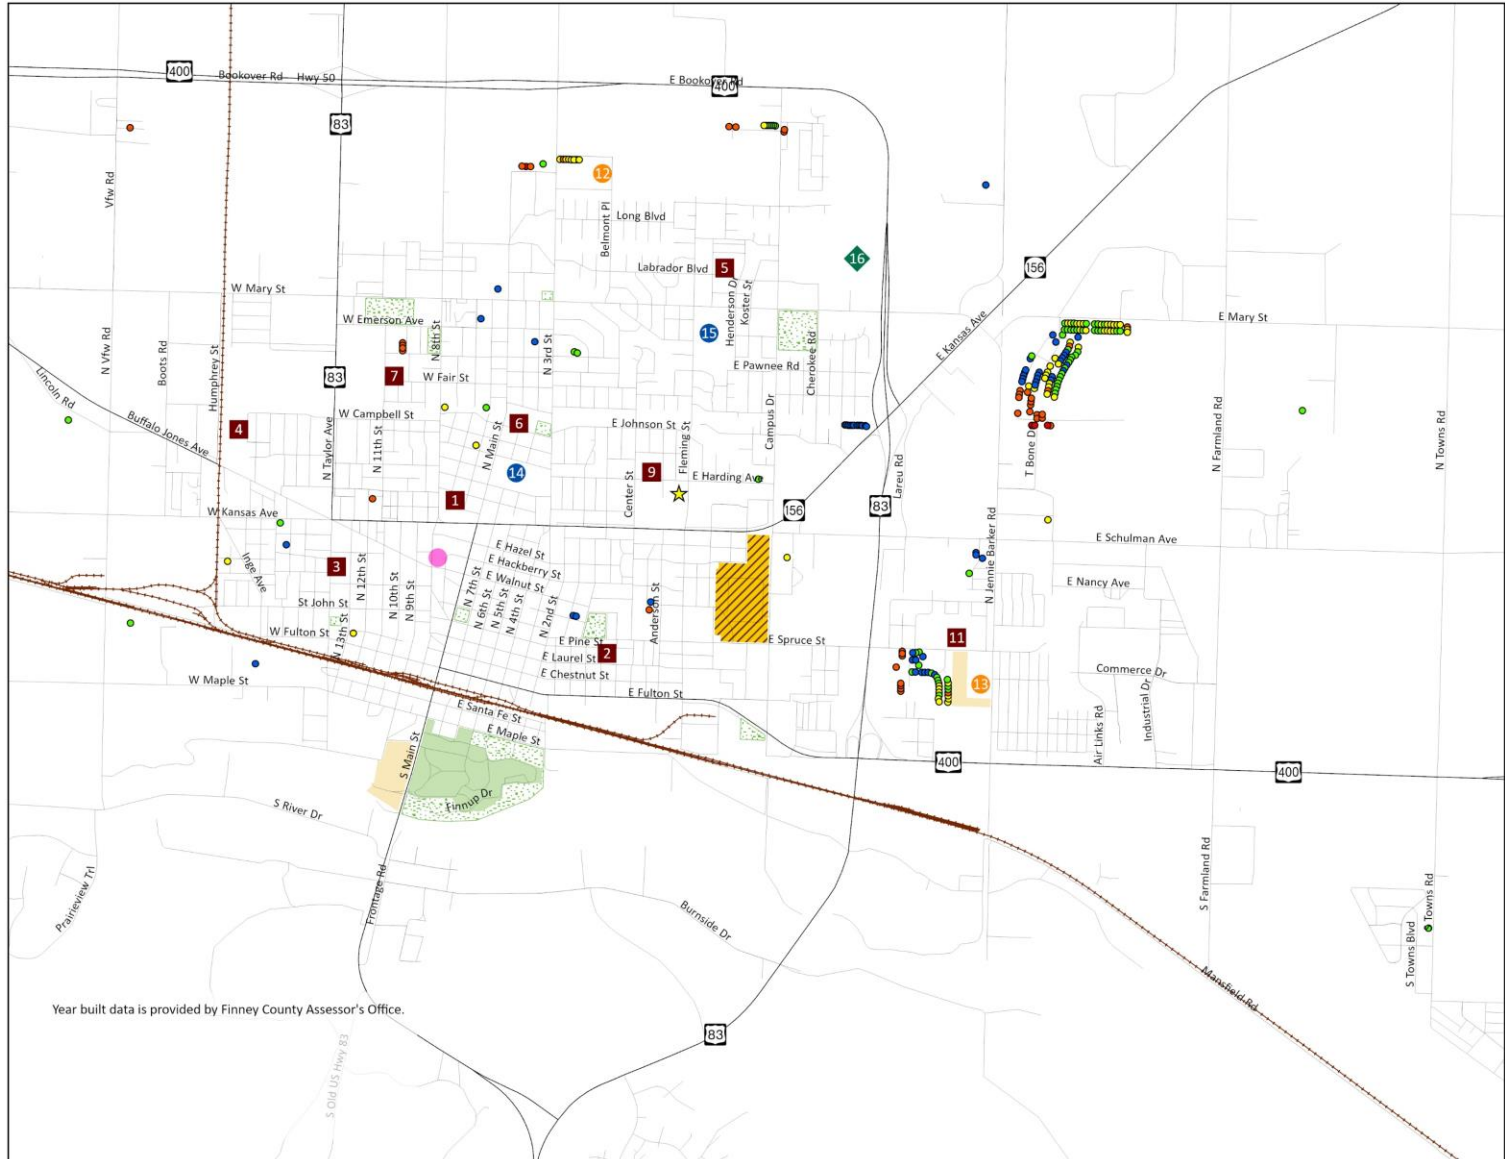 400
Bookover Rd
Hwy 50
E Bookover Rd
400
83
12
Vfw Rd
Belmont Pl
Long Blvd
16
Labrador Blvd
5
156
W Mary St
Henderson Dr
Koster St
E Mary St
W Emerson Ave
15
N Vfw Rd
Boots Rd
N 8th St
N 3rd St
E Kansas Ave
Cherokee Rd
E Pawnee Rd
83
7
W Fair St
Humphrey St
Lincoln Rd
W Campbell St
Buffalo Jones Ave
4
6
E Johnson St
Campus Dr
N Taylor Ave
N 11th St
N Main St
Fleming St
T Bone Dr
N Farmland Rd
N Towns Rd
14
9
E Harding Ave
Lareu Rd
Center St
1
156
83
W Kansas Ave
E Schulman Ave
N Jennie Barker Rd
E Hazel St
E Hackberry St
E Walnut St
3
Inge Ave
N 12th St
N 10th St
N 9th St
N 7th St
N 6th St
N 5th St
N 4th St
N 2nd St
Anderson St
E Nancy Ave
St John St
W Fulton St
N 13th St
E Pine St
E Spruce St
11
2
E Laurel St
E Chestnut St
W Maple St
E Fulton St
13
Commerce Dr
Industrial Dr
Air Links Rd
E Santa Fe St
E Maple St
S Main St
400
400
Finnup Dr
S River Dr
Prairieview Trl
Frontage Rd
Burnside Dr
S Farmland Rd
S Towns Rd
S Towns Blvd
Mansfield Rd
Year built data is provided by Finney County Assessor's Office.
83
S Old US Hwy 83